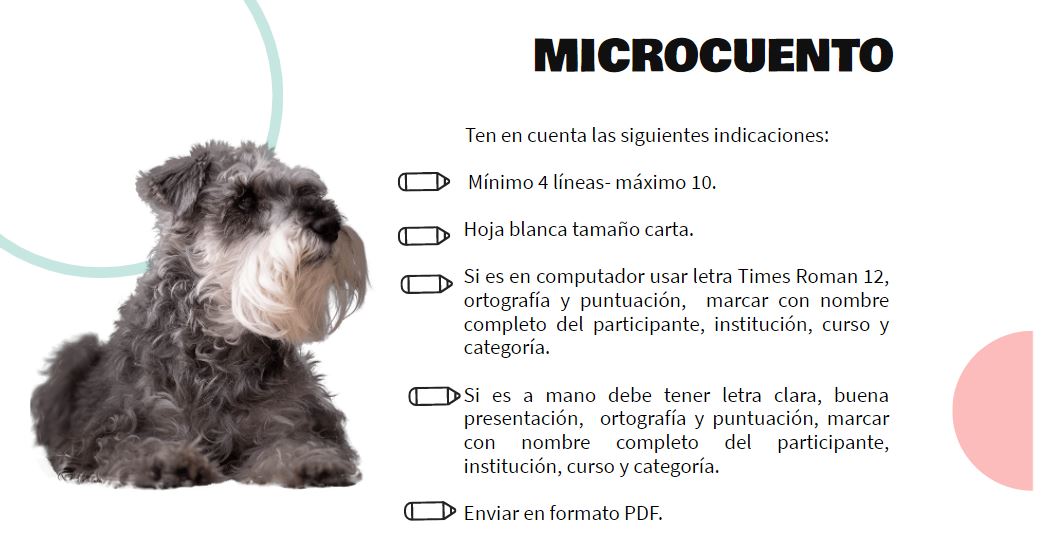 MICROCUENTO
Ten en cuenta las siguientes indicaciones:
Mínimo 4 líneas- máximo 10.
Hoja blanca tamaño carta.
Si es en computador usar letra Times Roman 12,
ortografía y puntuación, marcar con nombre
completo del participante, institución, curso y
categoría.
Si es a mano debe tener letra clara, buena
presentación, ortografía y puntuación, marcar
con nombre completo del participante,
institución, curso y categoría.
Enviar en formato PDF.